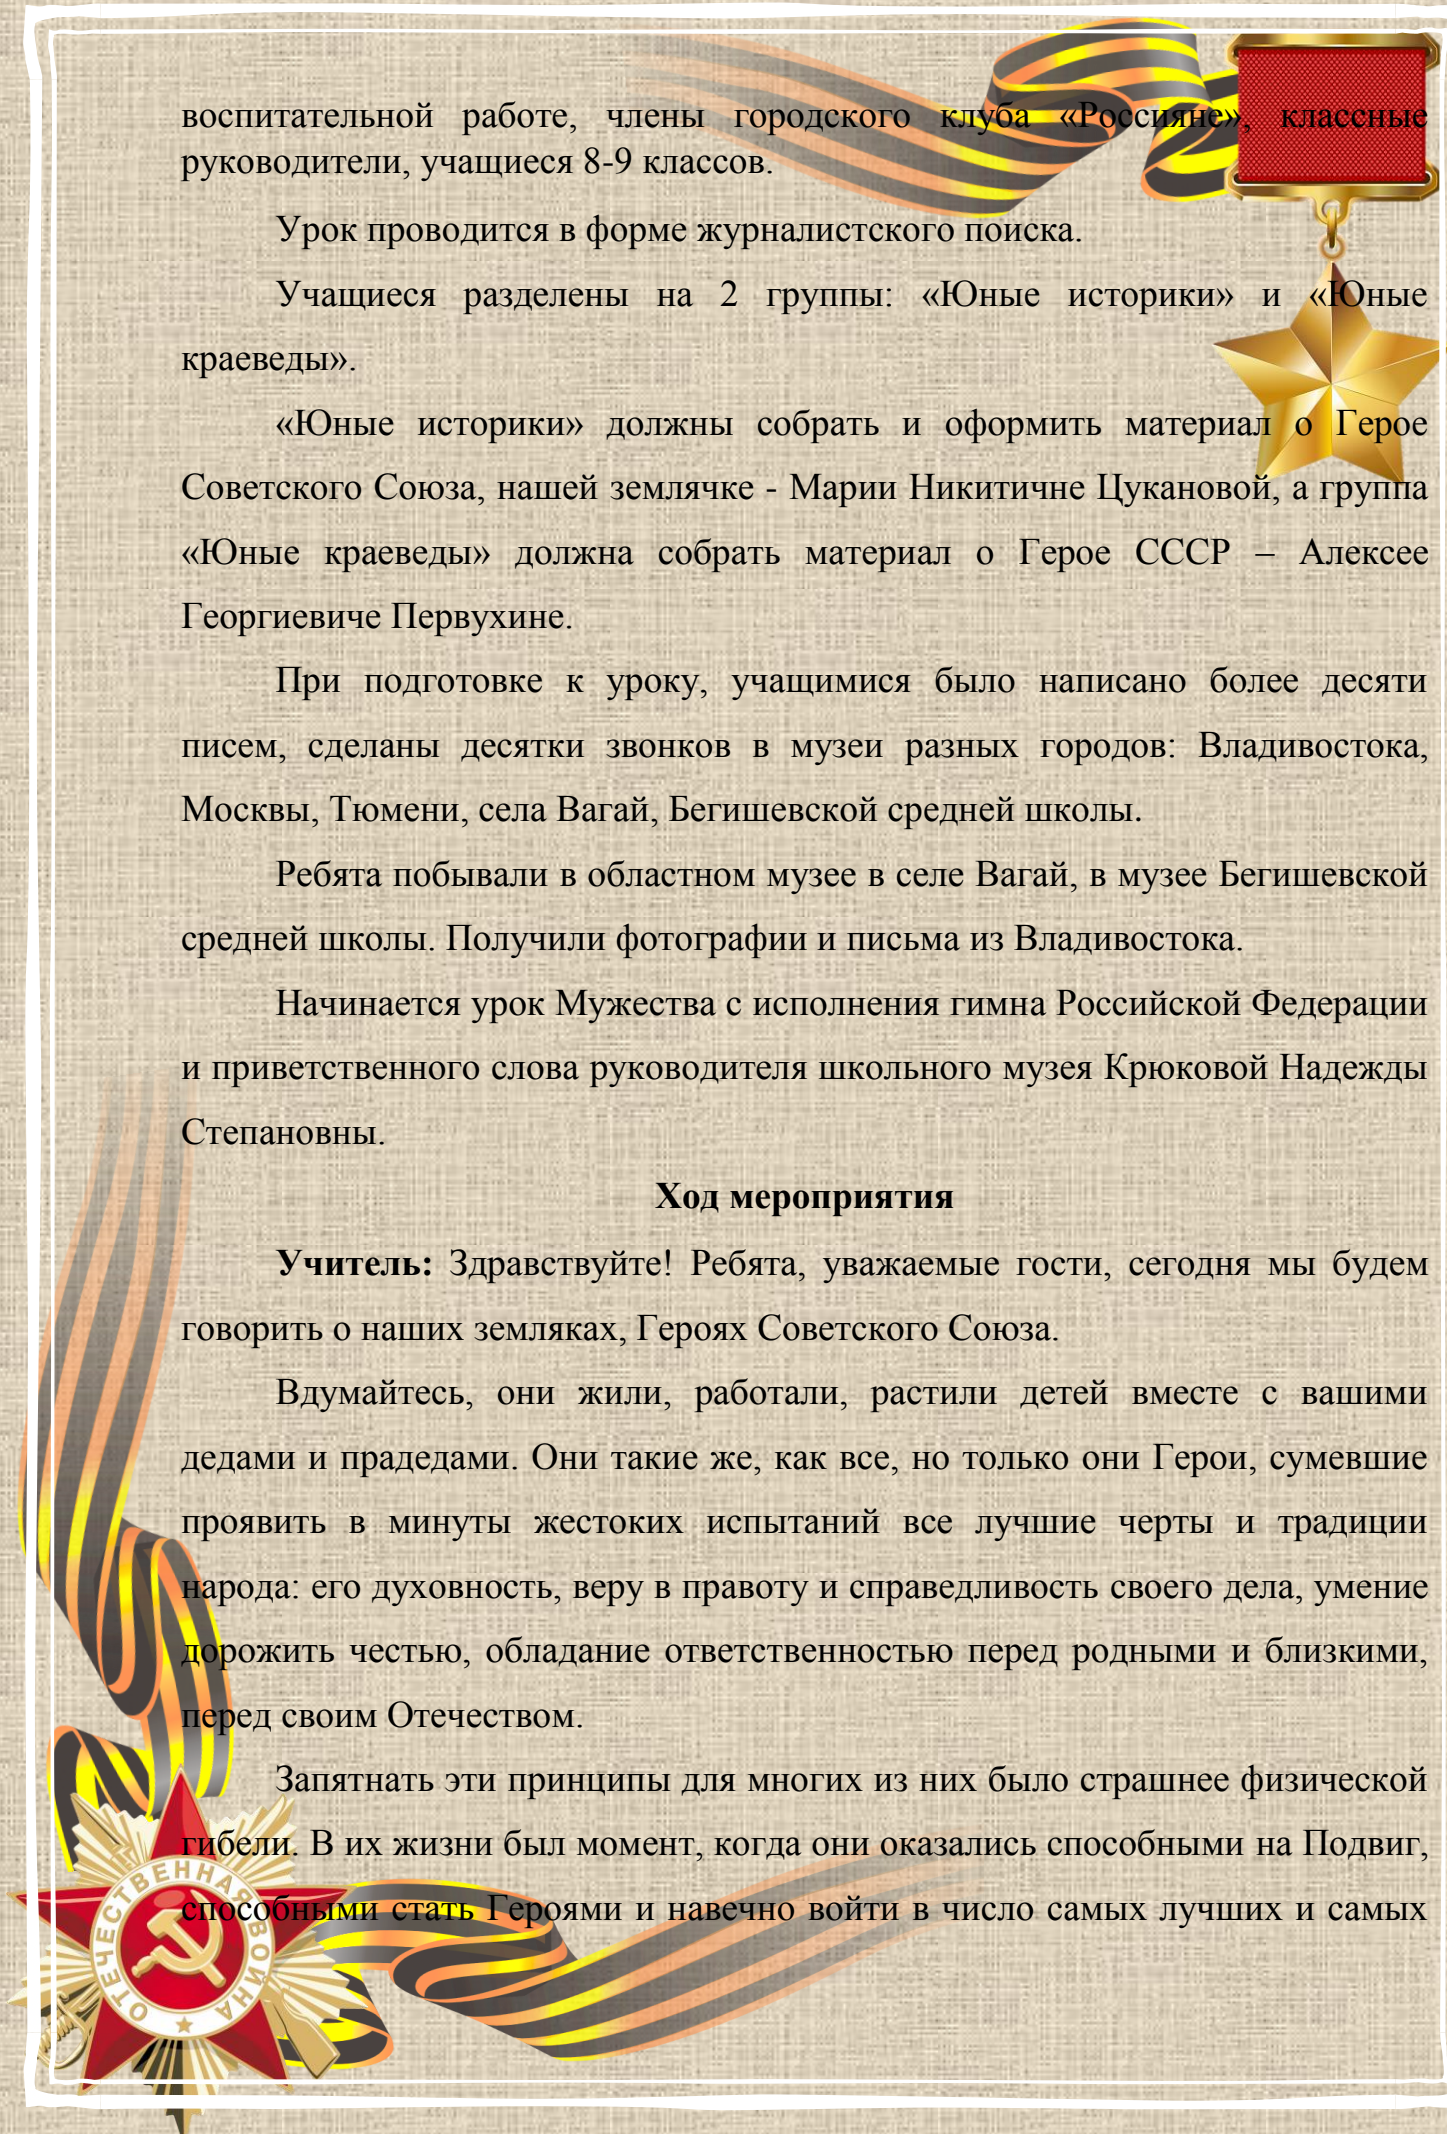 воспитательной работе, члены городского клуба «Россияне», классные
руководители, учащиеся 8-9 классов.
Урок проводится в форме журналистского поиска.
Учащиеся разделены на 2 группы: «Юные историки» и «Юные
краеведы».
«Юные историки» должны собрать и оформить материал о Герое
Советского Союза, нашей землячке - Марии Никитичне Цукановой, а группа
«Юные краеведы» должна собрать материал о Герое СССР – Алексее
Георгиевиче Первухине.
При подготовке к уроку, учащимися было написано более десяти
писем, сделаны десятки звонков в музеи разных городов: Владивостока,
Москвы, Тюмени, села Вагай, Бегишевской средней школы.
Ребята побывали в областном музее в селе Вагай, в музее Бегишевской
средней школы. Получили фотографии и письма из Владивостока.
Начинается урок Мужества с исполнения гимна Российской Федерации
и приветственного слова руководителя школьного музея Крюковой Надежды
Степановны.
Ход мероприятия
Учитель: Здравствуйте! Ребята, уважаемые гости, сегодня мы будем
говорить о наших земляках, Героях Советского Союза.
Вдумайтесь, они жили, работали, растили детей вместе с вашими
дедами и прадедами. Они такие же, как все, но только они Герои, сумевшие
проявить в минуты жестоких испытаний все лучшие черты и традиции
народа: его духовность, веру в правоту и справедливость своего дела, умение
дорожить честью, обладание ответственностью перед родными и близкими,
перед своим Отечеством.
Запятнать эти принципы для многих из них было страшнее физической
гибели. В их жизни был момент, когда они оказались способными на Подвиг,
способными стать Героями и навечно войти в число самых лучших и самых
ОТЕЧЕСТВЕННАЯ ВОЙНА